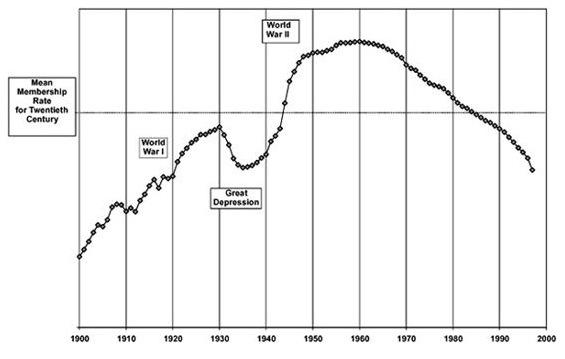 World
War II
Mean
Membership
Rate
for Twentieth
Century
World
War I
Great
Depression
1900 1910 1920 1930 1940 1950 1960 1970 1980 1990 2000